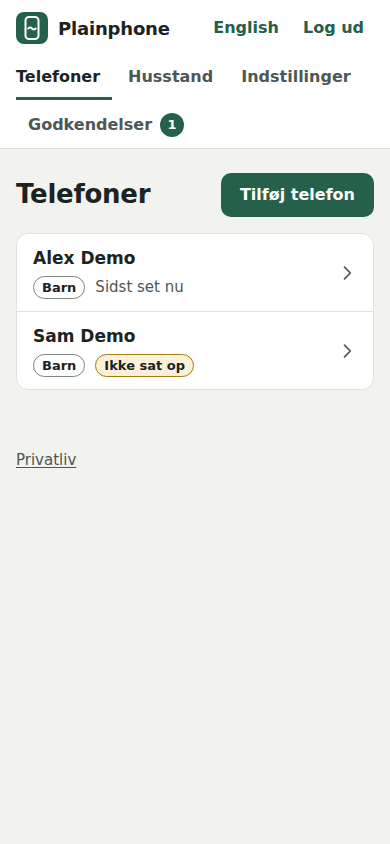 Plainphone English Log ud
Telefoner Husstand Indstillinger
Godkendelser 1
Telefoner Tilføj telefon
Alex Demo
Barn Sidst set nu
Sam Demo
Barn Ikke sat op
Privatliv